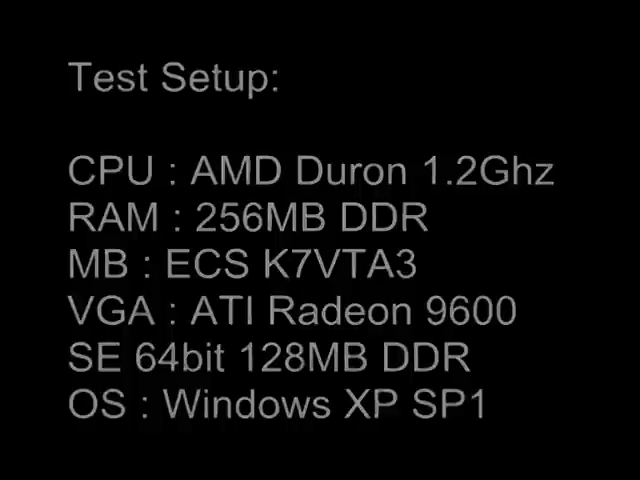 Test Setup:
CPU : AMD Duron 1.2Ghz
RAM : 256MB DDR
MB : ECS K7VTA3
VGA : ATI Radeon 9600
SE 64bit 128MB DDR
OS : Windows XP SP1